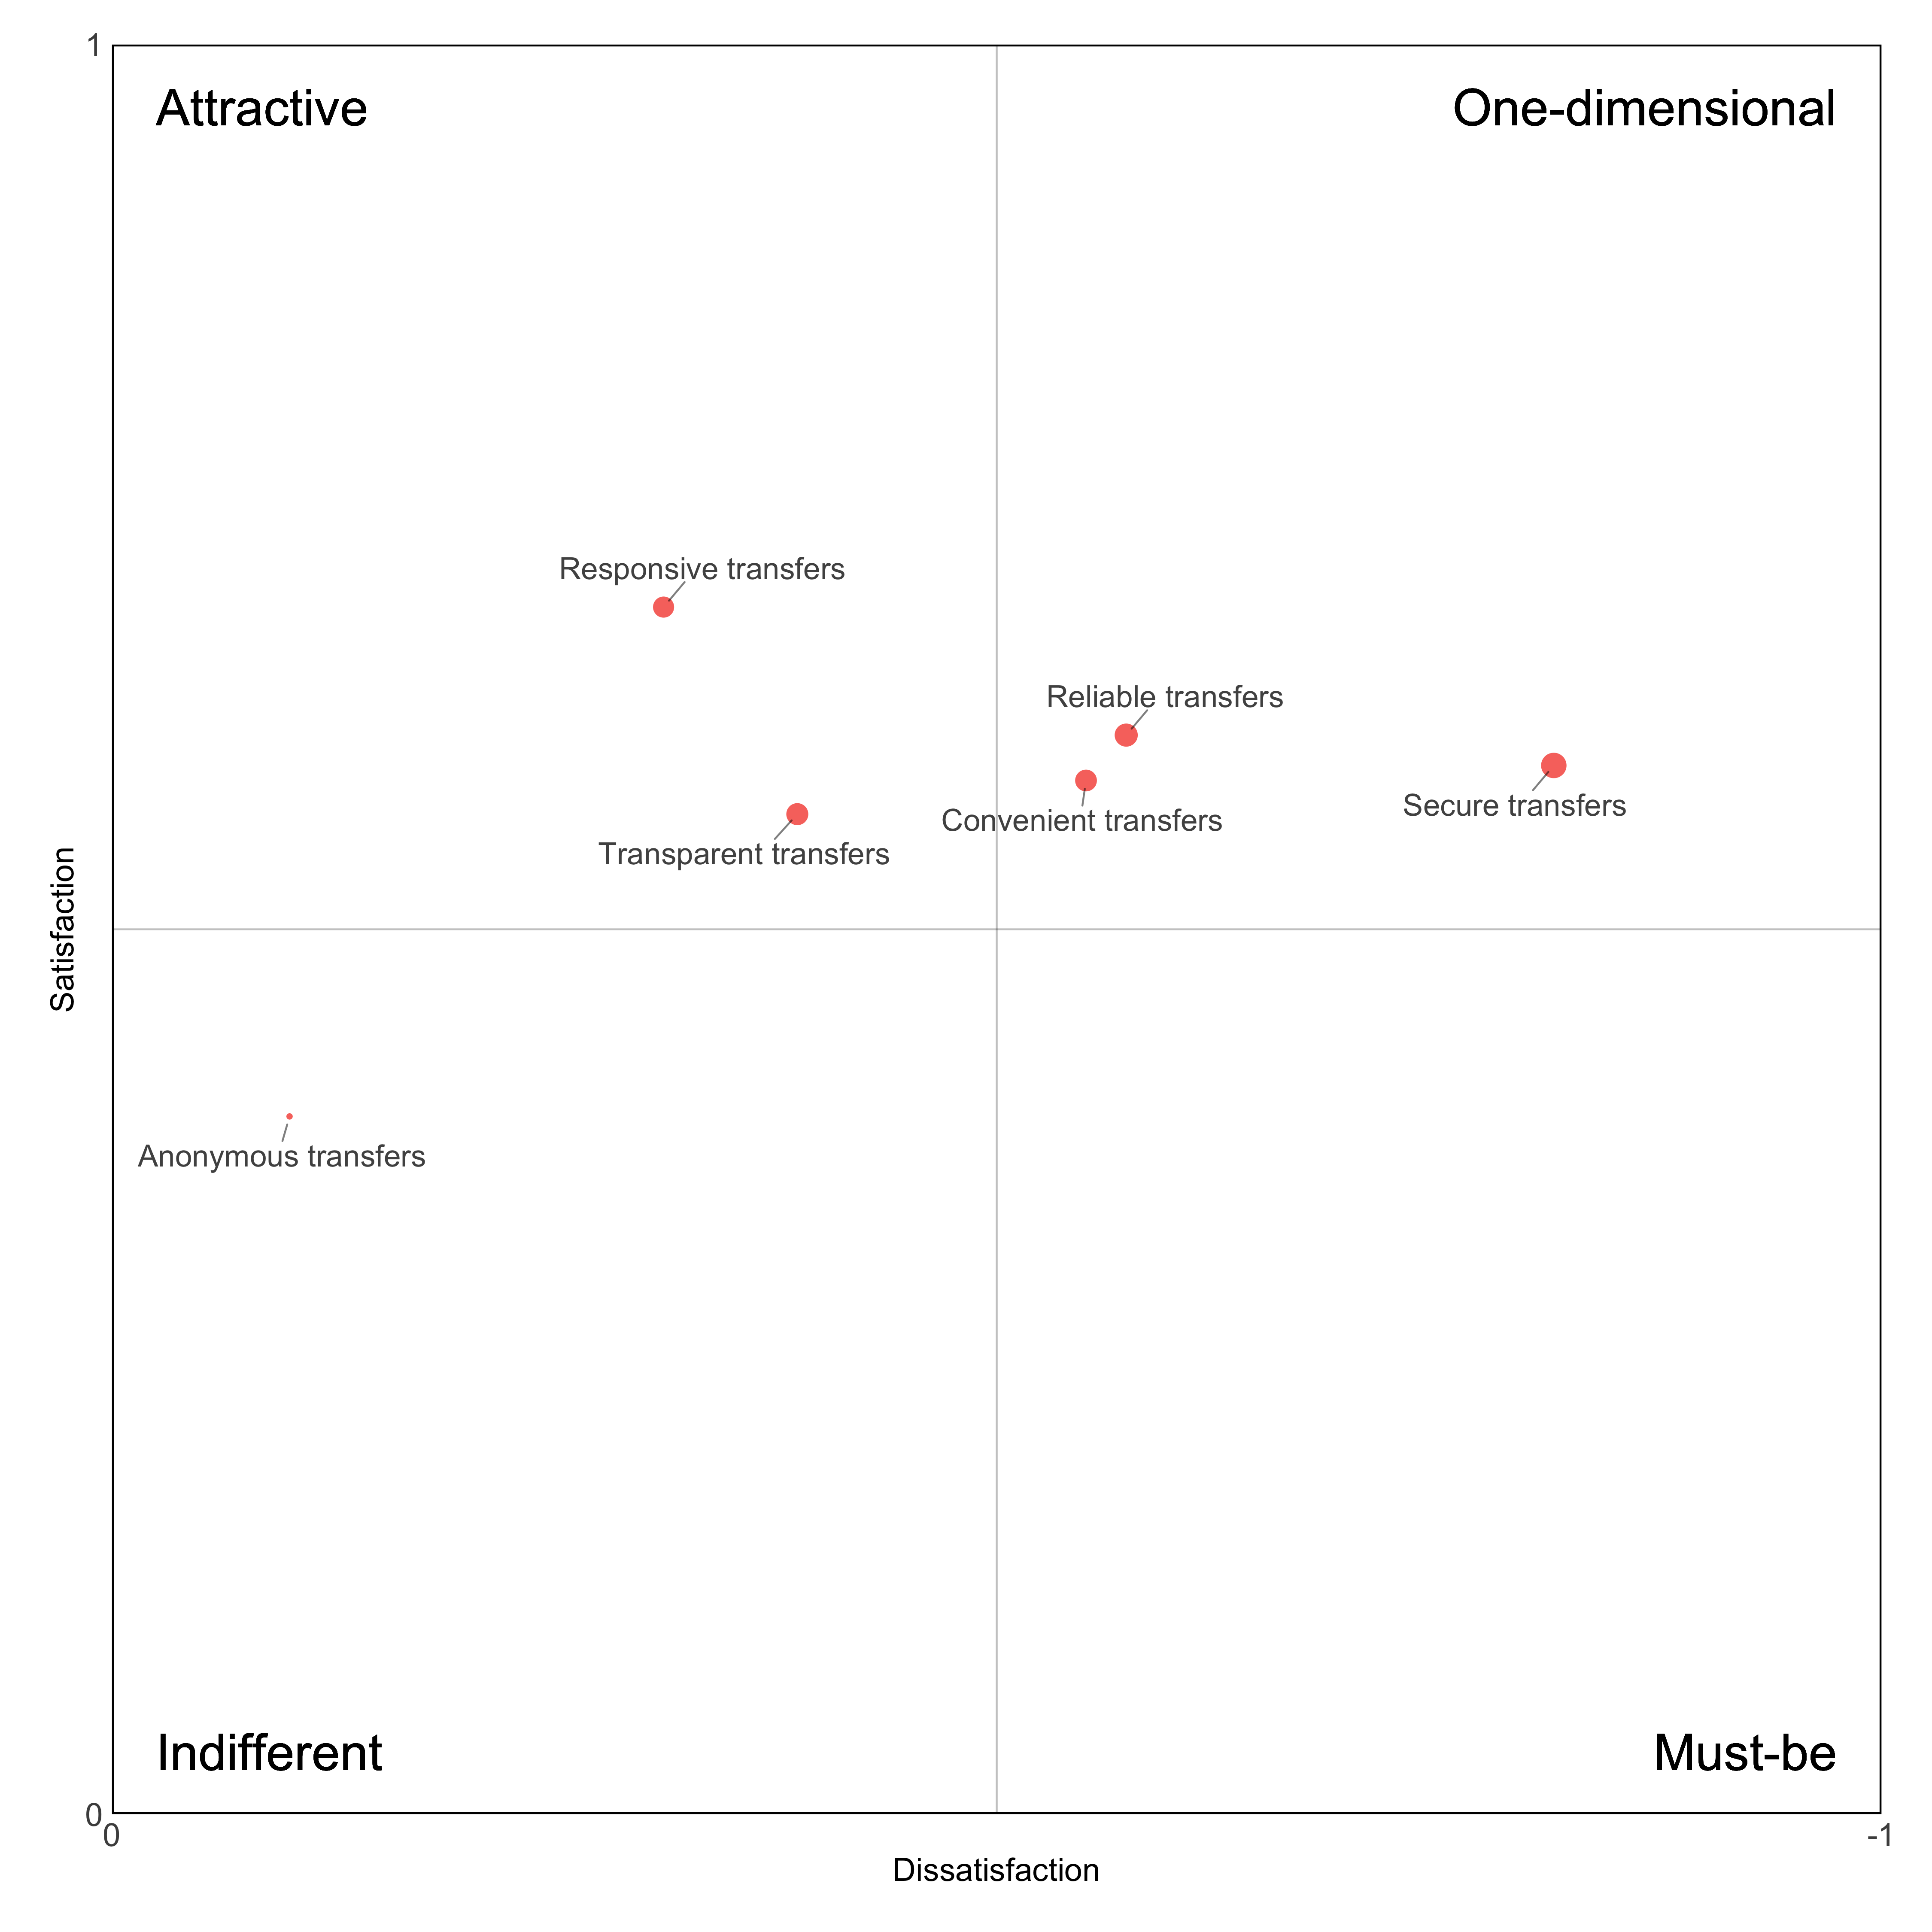 1
Attractive
One-dimensional
Responsive transfers
Reliable transfers
Secure transfers
Convenient transfers
Transparent transfers
Satisfaction
Anonymous transfers
Indifferent
Must-be
0
0
-1
Dissatisfaction